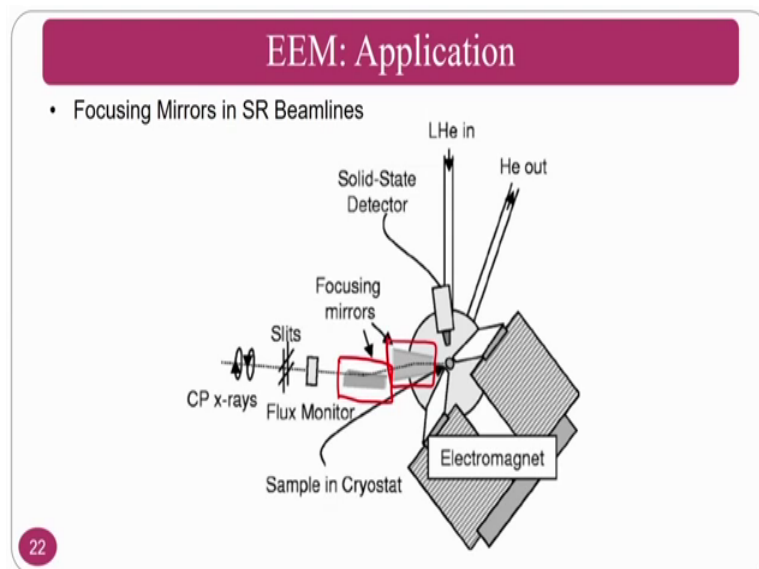 EEM: Application
• Focusing Mirrors in SR Beamlines
LHe in
He out
Solid-State
Detector
Focusing
mirrors
Slits
CP x-rays
Flux Monitor
Electromagnet
Sample in Cryostat
22